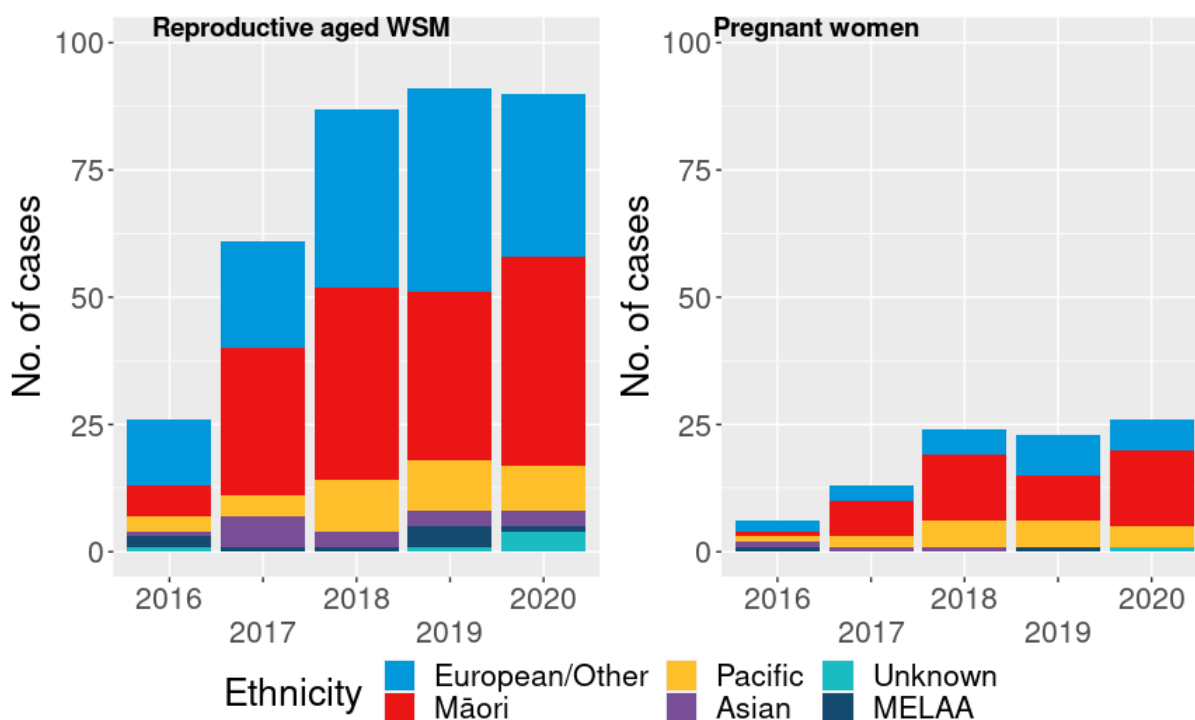 Reproductive aged WSM
No. of cases
100
75
50
25
0
2016 2018 2020
2017 2019
Pregnant women
No. of cases
100
75
50
25
0
2016 2018 2020
2017 2019
Ethnicity
European/Other Pacific Unknown
Māori Asian MELAA